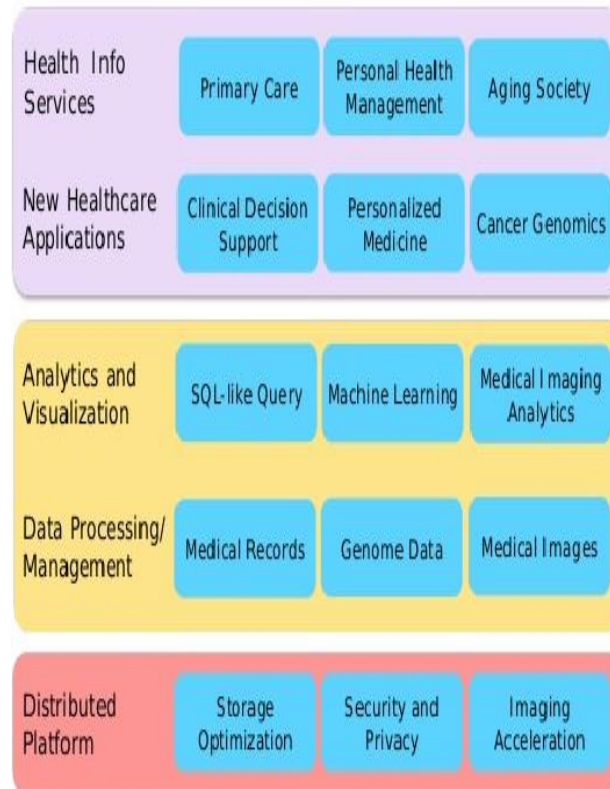 Health Info
Services
Primary Care
Personal Health
Management
Aging Society
New Healthcare
Applications
Clinical Decision
Support
Personalized
Medicine
Cancer Genomics
Analytics and
Visualization
SQL-like Query
Machine Learning
Medical Imaging
Analytics
Data Processing/
Management
Medical Records
Genome Data
Medical Images
Distributed
Platform
Storage
Optimization
Security and
Privacy
Imaging
Acceleration